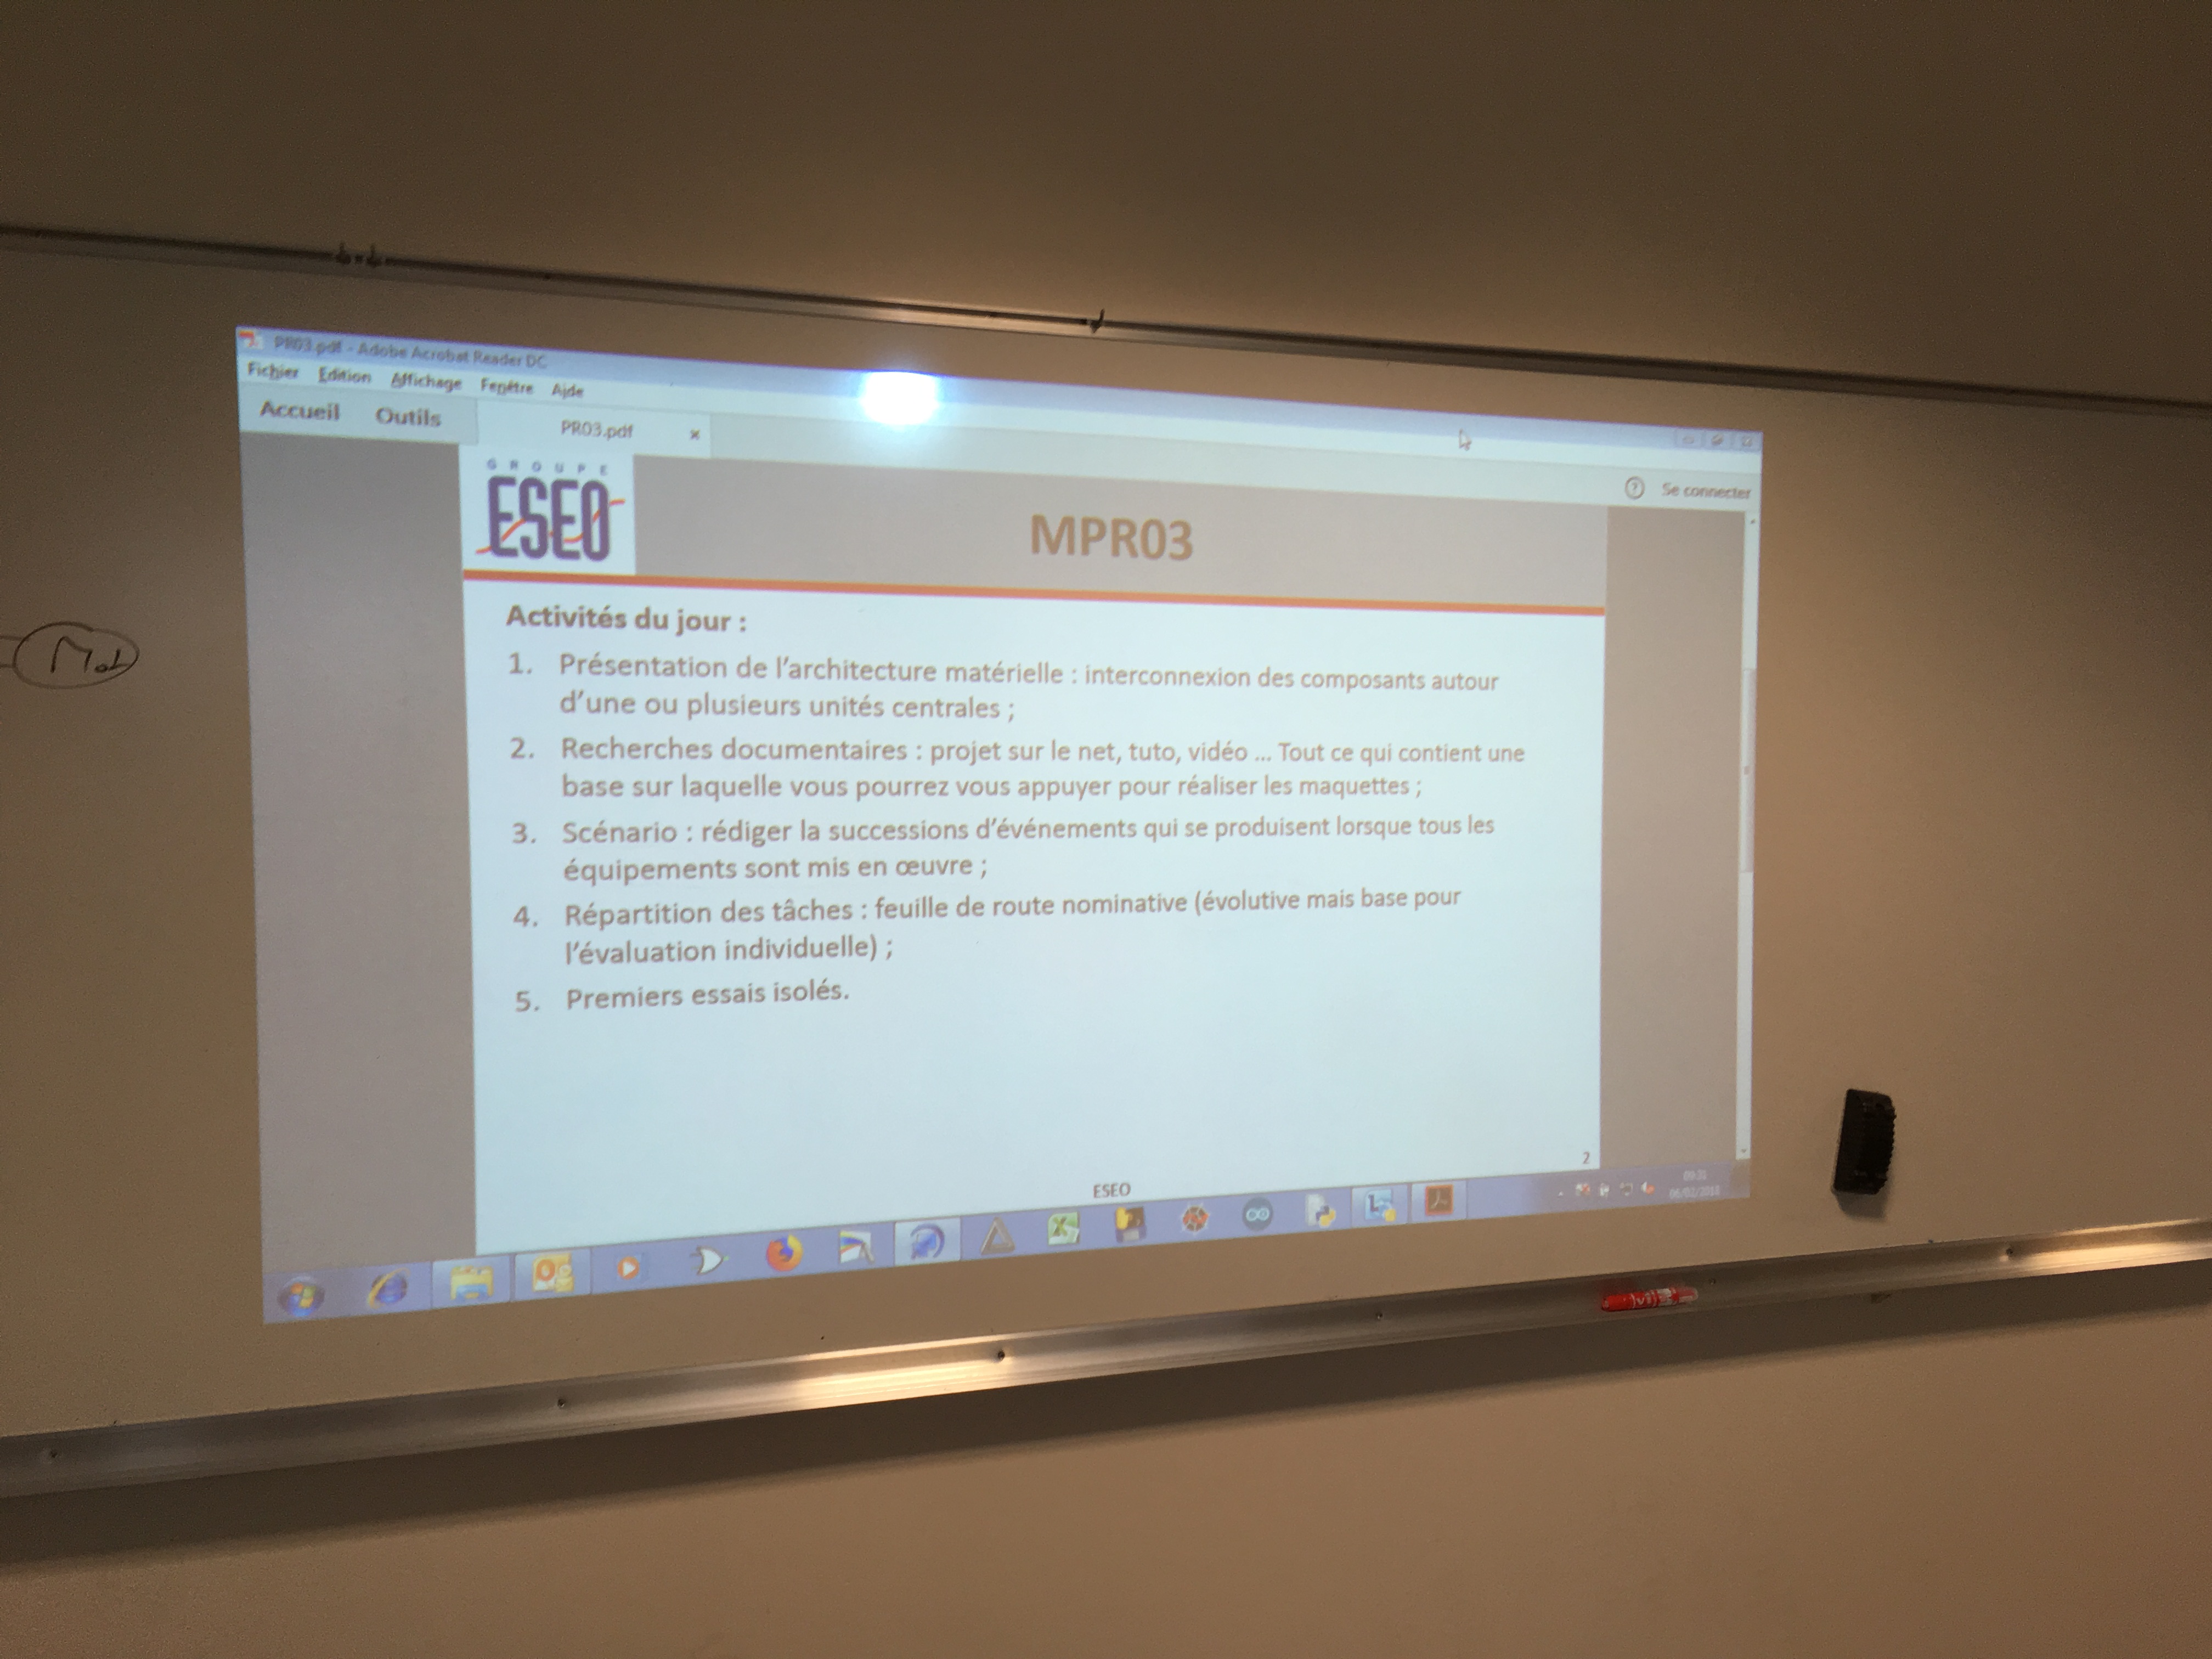 PR03.pdf - Adobe Acrobat Reader DC
Fichier Edition Affichage Fenêtre Ajde
Accueil Outils
PR03.pdf
Se connecter
GROUPE
ESEO
MPR03
Activités du jour :
1. Présentation de l'architecture matérielle : interconnexion des composants autour
d'une ou plusieurs unités centrales ;
2. Recherches documentaires : projet sur le net, tuto, vidéo ... Tout ce qui contient une
base sur laquelle vous pourrez vous appuyer pour réaliser les maquettes ;
3. Scénario : rédiger la successions d'événements qui se produisent lorsque tous les
équipements sont mis en œuvre ;
4. Répartition des tâches : feuille de route nominative (évolutive mais base pour
l'évaluation individuelle) ;
5. Premiers essais isolés.
2
ESEO